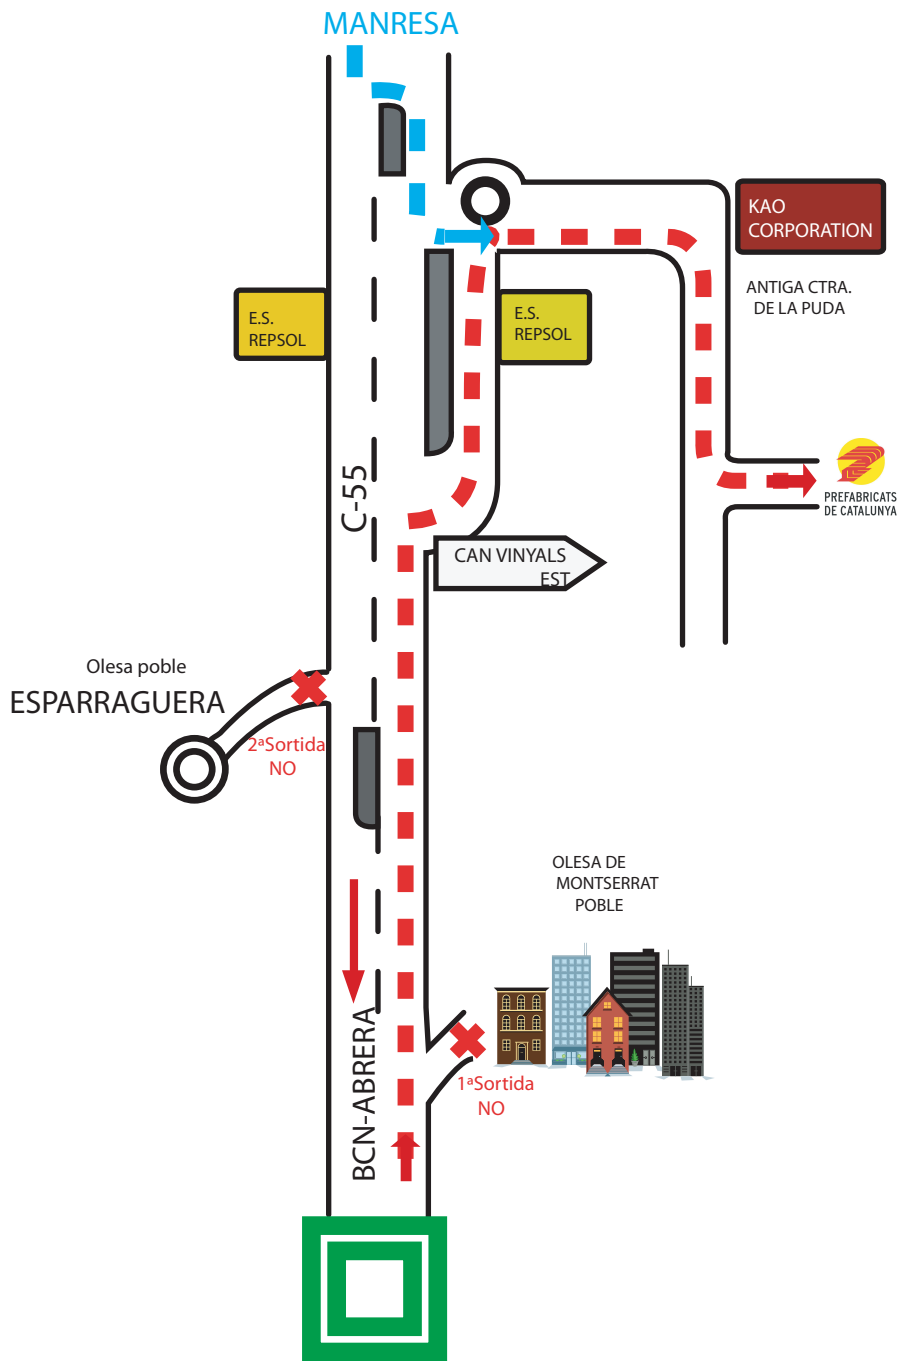 MANRESA
KAO
CORPORATION
ANTIGA CTRA.
DE LA PUDA
E.S.
REPSOL
E.S.
REPSOL
C-55
PREFABRICATS
DE CATALUNYA
CAN VINYALS
EST
Olesa poble
ESPARRAGUERA
2ªSortida
NO
OLESA DE
MONTSERRAT
POBLE
BCN-ABRERA
1ªSortida
NO